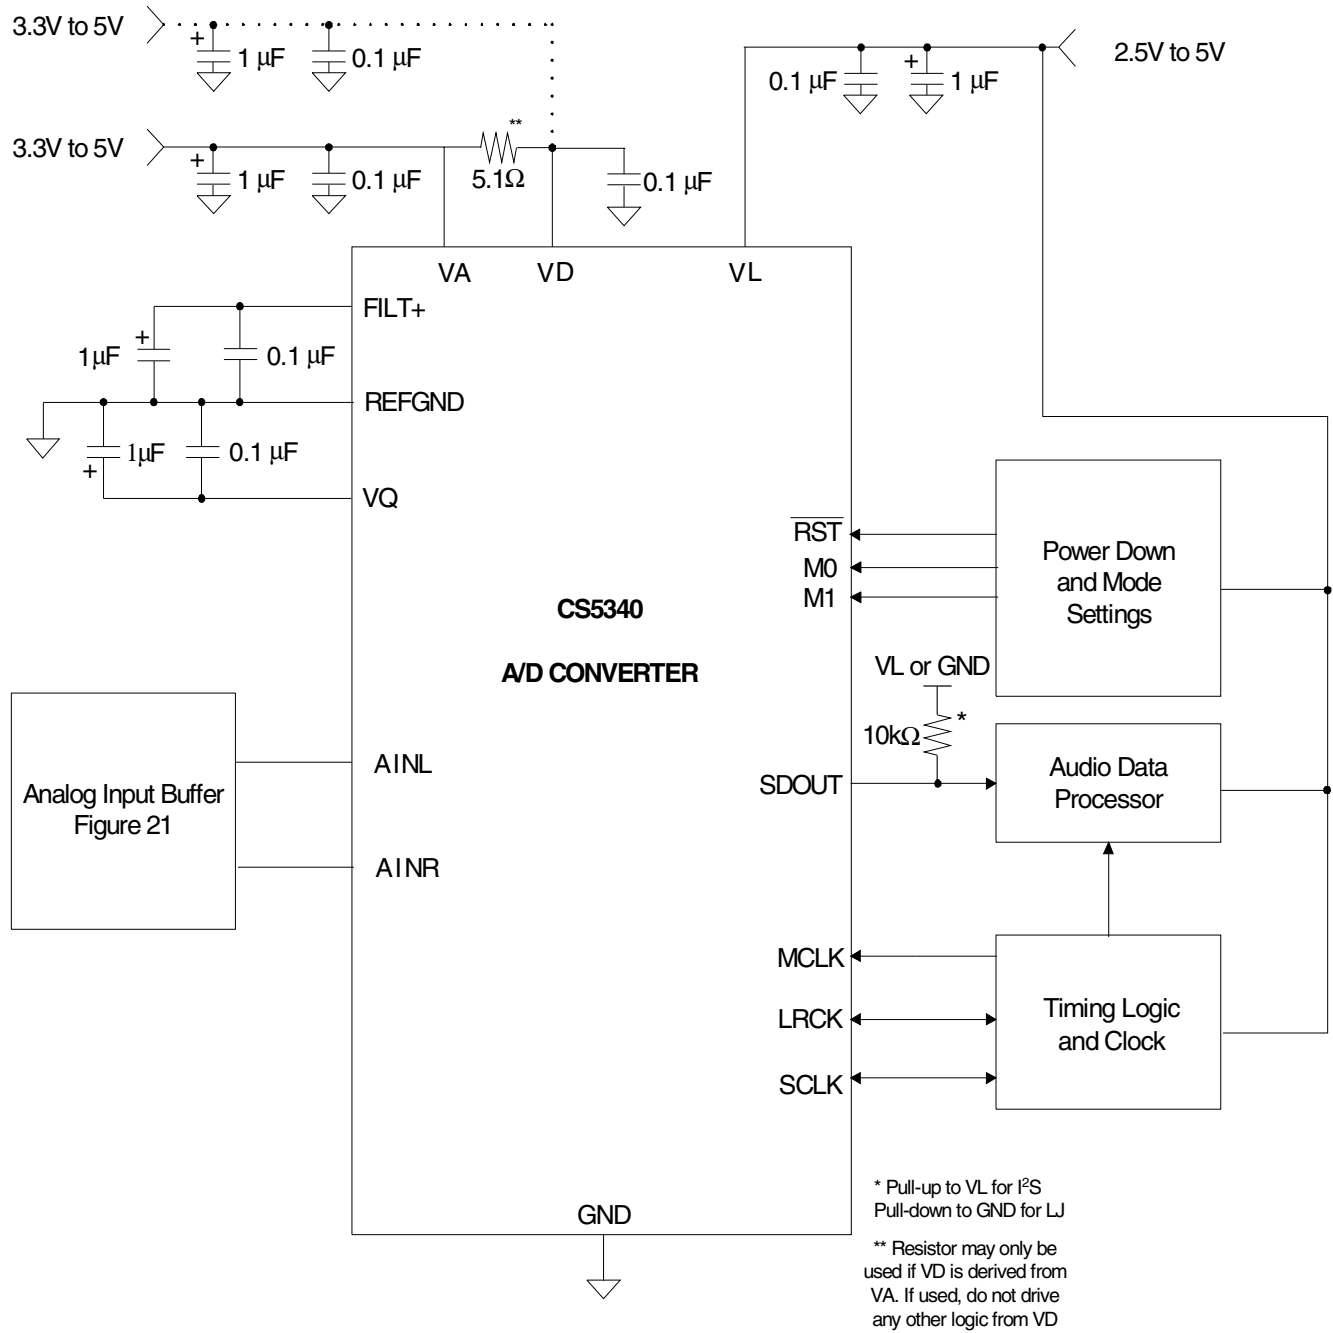 3.3V to 5V
+
1 µF
0.1 µF
2.5V to 5V
0.1 µF
+
1 µF
3.3V to 5V
+
1 µF
0.1 µF
**
5.1Ω
0.1 µF
VA
VD
VL
FILT+
+
1µF
0.1 µF
REFGND
+
1µF
0.1 µF
VQ
RST
M0
M1
Power Down
and Mode
Settings
CS5340
A/D CONVERTER
VL or GND
*
10kΩ
SDOUT
Audio Data
Processor
AINL
Analog Input Buffer
Figure 21
AINR
MCLK
LRCK
SCLK
Timing Logic
and Clock
GND
* Pull-up to VL for I²S
Pull-down to GND for LJ
** Resistor may only be
used if VD is derived from
VA. If used, do not drive
any other logic from VD